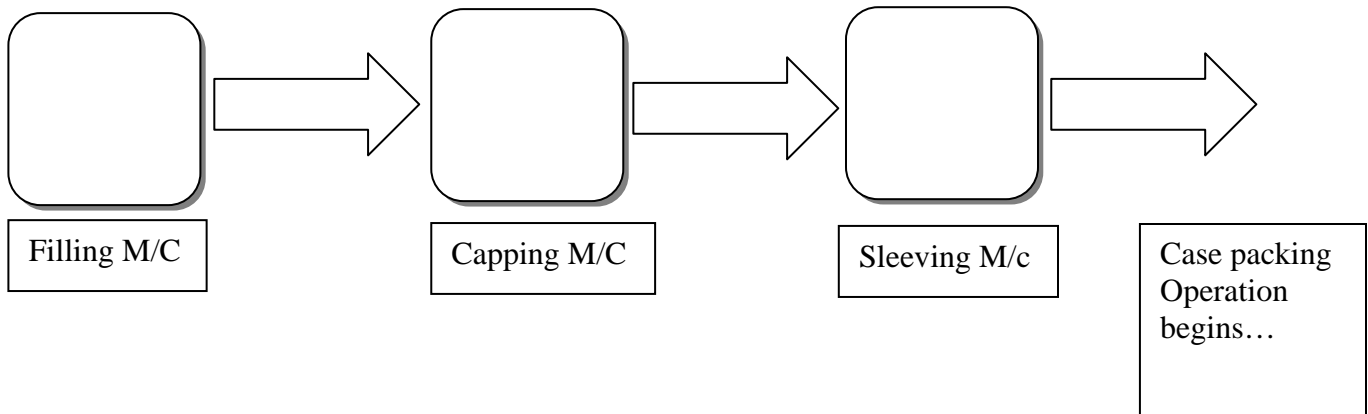 Filling M/C
Capping M/C
Sleeving M/c
Case packing
Operation
begins…